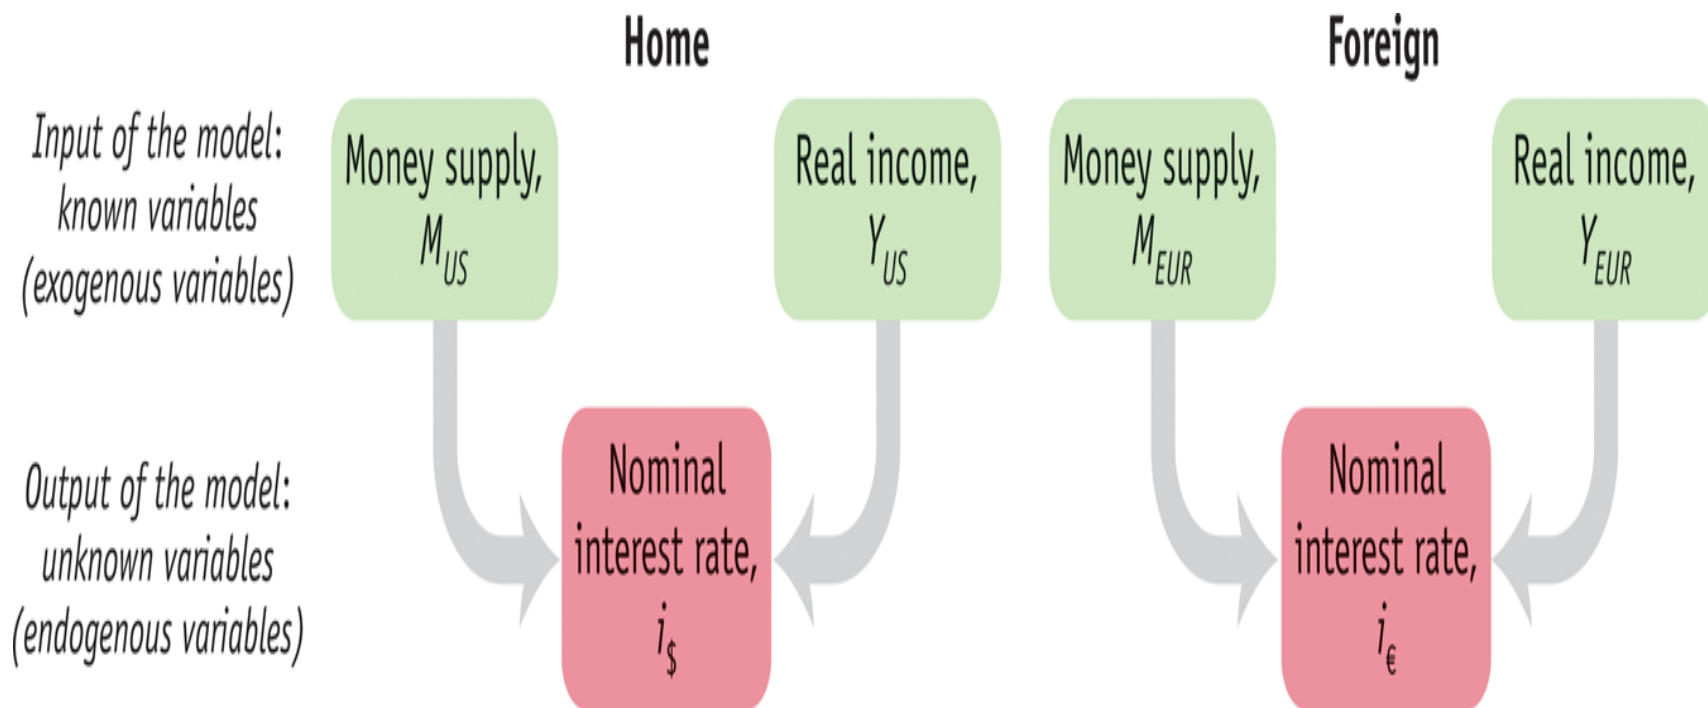 Home
Foreign
Input of the model:
known variables
(exogenous variables)
Money supply,
M_US
Real income,
Y_US
Money supply,
M_EUR
Real income,
Y_EUR
Output of the model:
unknown variables
(endogenous variables)
Nominal
interest rate,
i_$
Nominal
interest rate,
i_€